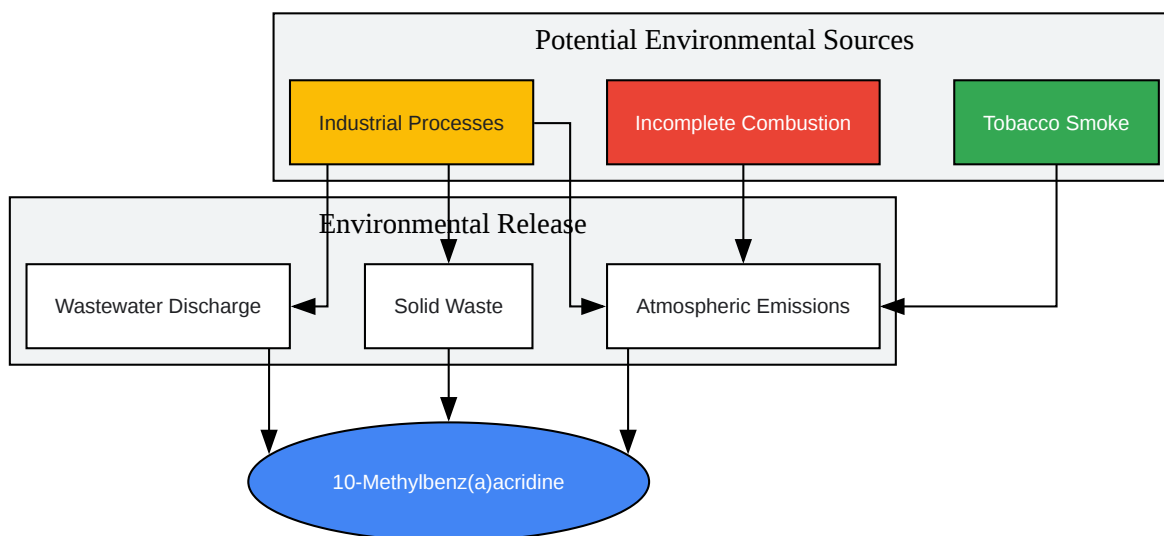 Potential Environmental Sources
Industrial Processes
Incomplete Combustion
Tobacco Smoke
Environmental Release
Wastewater Discharge
Solid Waste
Atmospheric Emissions
10-Methylbenz(a)acridine